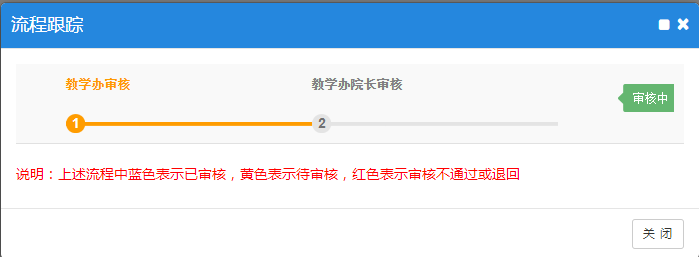 流程跟踪
教学办审核
教学办院长审核
审核中
1
2
说明：上述流程中蓝色表示已审核，黄色表示待审核，红色表示审核不通过或退回
关 闭